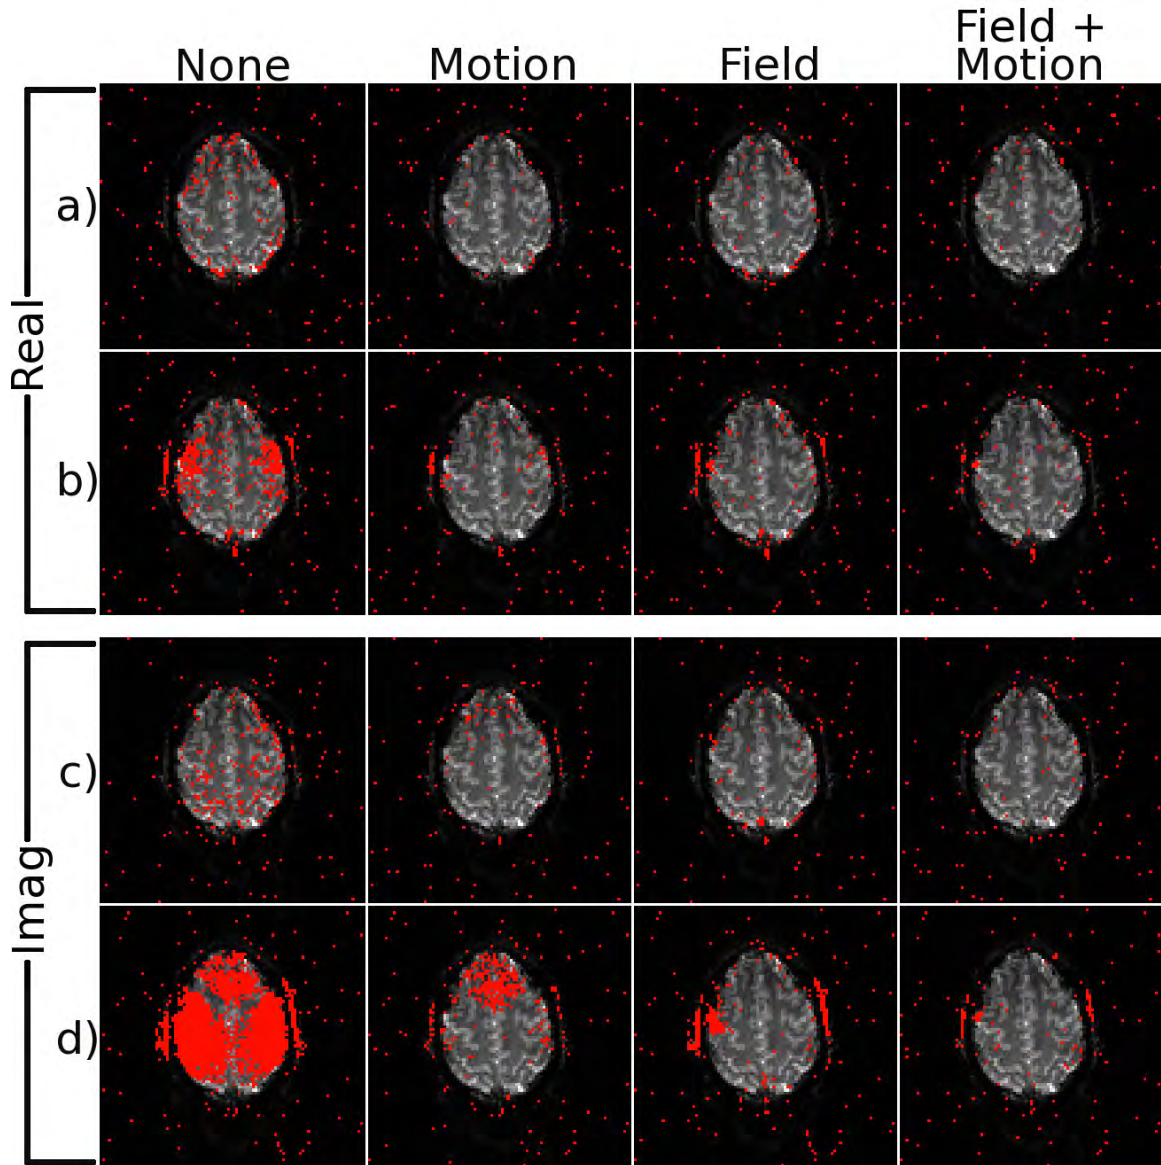 None
Motion
Field
Field +
Motion
Real
a)
b)
Imag
c)
d)